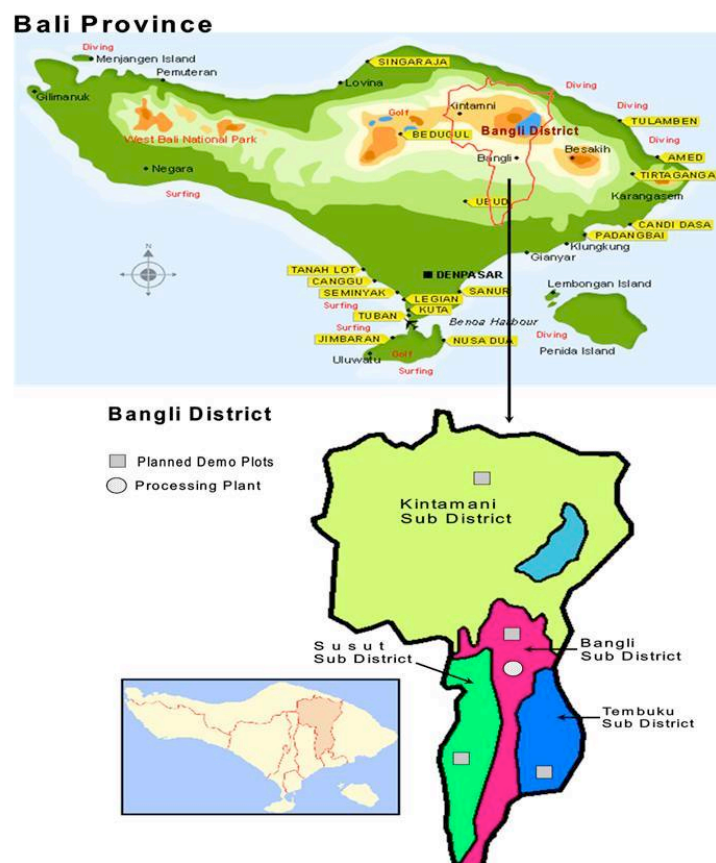 Bali Province
Diving
Menjangen Island
Pemuteran
Gilimanuk
SINGARAJA
Lovina
Diving
Kintamni
Golf
Diving
TULAMBEN
West Bali National Park
BEDUGUL
Bangli District
Diving
Bangli
Besakih
AMED
Negara
TIRTAGANGA
Surfing
UBUD
Karangasem
CANDI DASA
PADANGBAI
Klungkung
Gianyar
TANAH LOT
DENPASAR
CANGGU
Lembongan Island
SEMINYAK
SANUR
LEGIAN
Surfing
KUTA
TUBAN
Benoa Harbour
Surfing
Diving
JIMBARAN
NUSA DUA
Penida Island
Uluwatu
Golf
Surfing
N
Bangli District
Planned Demo Plots
Processing Plant
Kintamani
Sub District
Susut
Sub District
Bangli
Sub District
Tembuku
Sub District